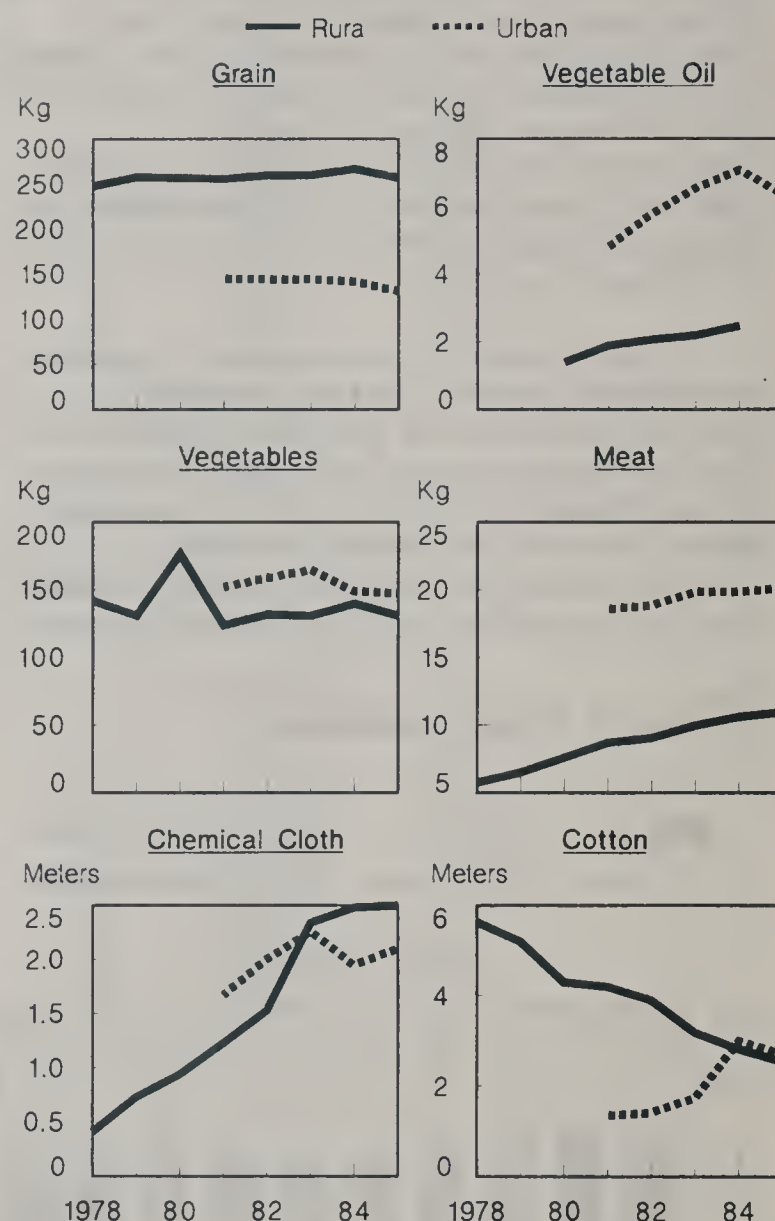 Rura Urban
Grain
Kg
300
250
200
150
100
50
0
Vegetable Oil
Kg
8
6
4
2
0
Vegetables
Kg
200
150
100
50
0
Meat
Kg
25
20
15
10
5
Chemical Cloth
Meters
2.5
2.0
1.5
1.0
0.5
0
1978 80 82 84
Cotton
Meters
6
4
2
0
1978 80 82 84